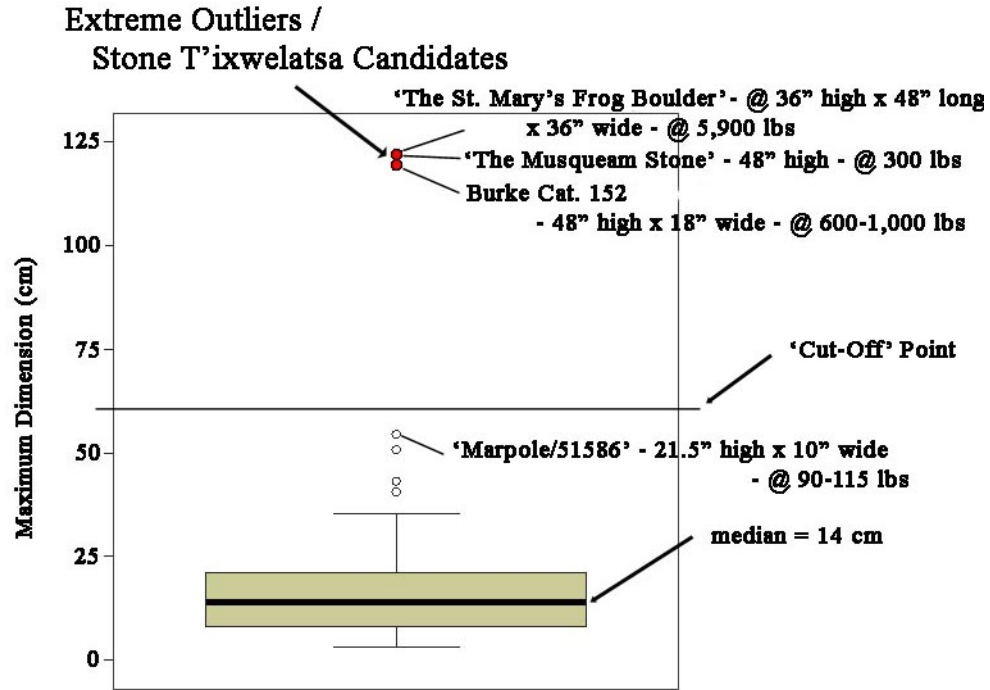 Extreme Outliers /
Stone T’ixwelatsa Candidates
‘The St. Mary’s Frog Boulder’ - @ 36” high x 48” long
x 36” wide - @ 5,900 lbs
‘The Musqueam Stone’ - 48” high - @ 300 lbs
Burke Cat. 152
- 48” high x 18” wide - @ 600-1,000 lbs
‘Cut-Off’ Point
‘Marpole/51586’ - 21.5” high x 10” wide
- @ 90-115 lbs
median = 14 cm
Maximum Dimension (cm)
125
100
75
50
25
0